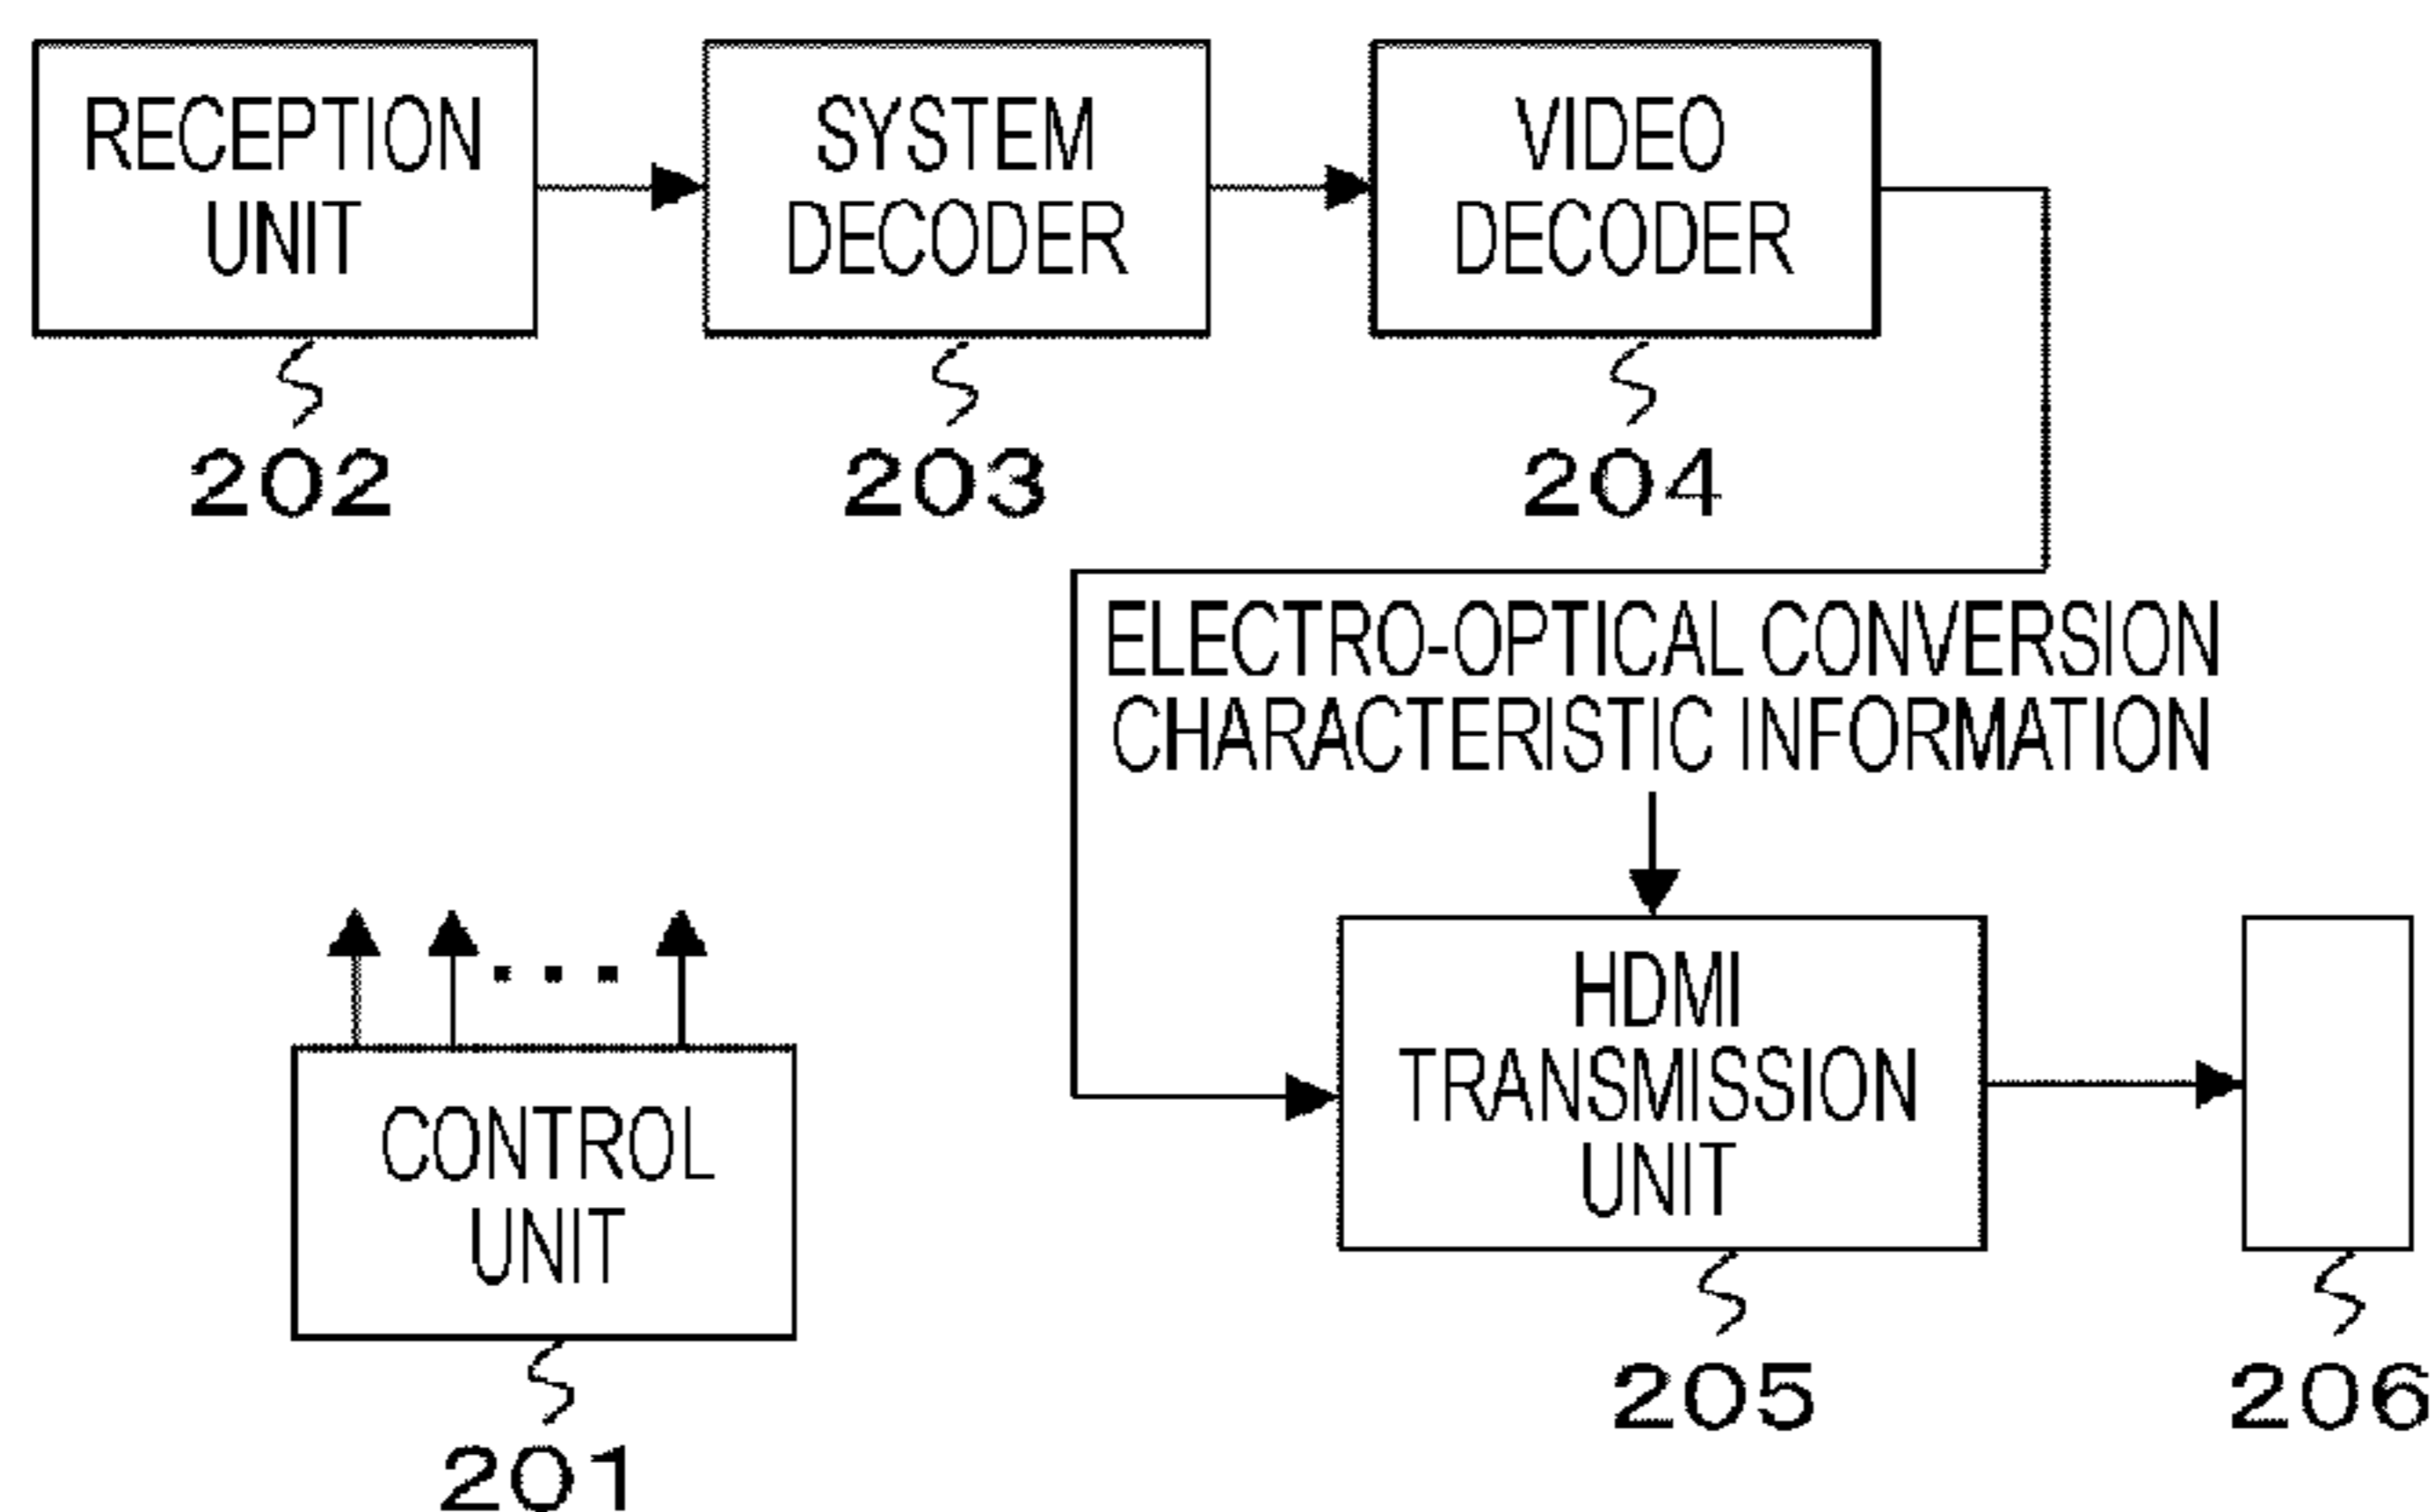 RECEPTION
UNIT
SYSTEM
DECODER
VIDEO
DECODER
202
203
204
ELECTRO-OPTICAL CONVERSION
CHARACTERISTIC INFORMATION
HDMI
TRANSMISSION
UNIT
CONTROL
UNIT
205
206
201